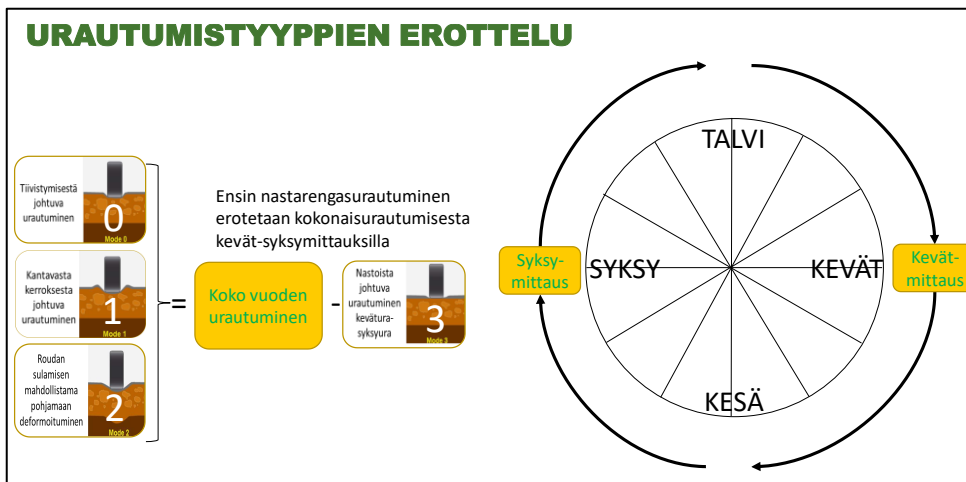 URAUTUMISTYYPPIEN EROTTELU
Tiivistymisestä
johtuva
urautuminen
0
Mode 0
Kantavasta
kerroksesta
johtuva
urautuminen
1
Mode 1
Roudan
sulamisen
mahdollistama
pohjamaan
deformoituminen
2
Mode 2
=
Ensin nastarengasurautuminen
erotetaan kokonaisurautumisesta
kevät-syksymittauksilla
Koko vuoden
urautuminen
-
Nastoista
johtuva
urautuminen
kevätura-
syksyura
3
Mode 3
TALVI
Syksy-
mittaus
SYKSY
KEVÄT
Kevät-
mittaus
KESÄ